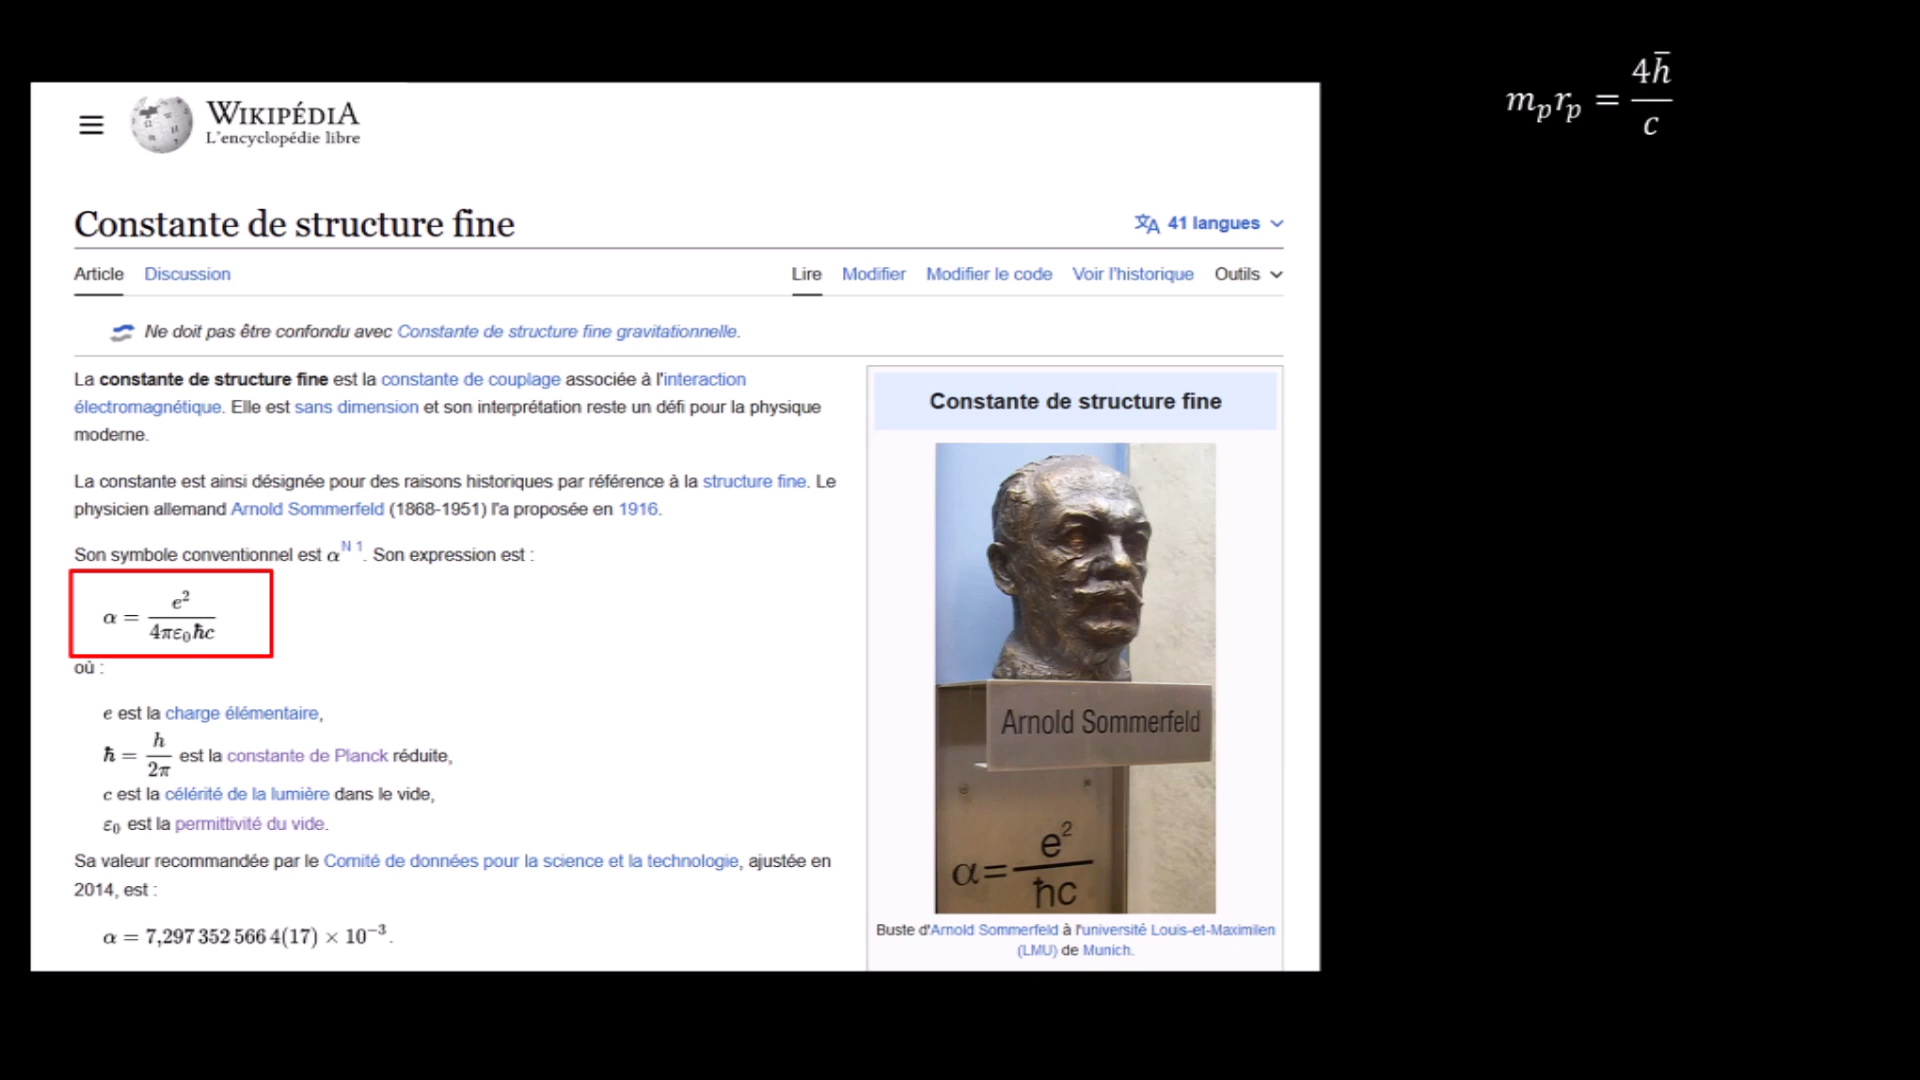 WIKIPÉDIA
L'encyclopédie libre
Constante de structure fine
41 langues
Article Discussion Lire Modifier Modifier le code Voir l'historique Outils
Ne doit pas être confondu avec Constante de structure fine gravitationnelle.
La constante de structure fine est la constante de couplage associée à l'interaction
électromagnétique. Elle est sans dimension et son interprétation reste un défi pour la physique
moderne.
La constante est ainsi désignée pour des raisons historiques par référence à la structure fine. Le
physicien allemand Arnold Sommerfeld (1868-1951) l'a proposée en 1916.
Son symbole conventionnel est α^N 1. Son expression est :
α = e² / 4πε₀ħc
où :
e est la charge élémentaire,
ħ = h / 2π est la constante de Planck réduite,
c est la célérité de la lumière dans le vide,
ε₀ est la permittivité du vide.
Sa valeur recommandée par le Comité de données pour la science et la technologie, ajustée en
2014, est :
α = 7,297 352 566 4(17) × 10⁻³.
Constante de structure fine
Arnold Sommerfeld
α = e² / ħc
Buste d'Arnold Sommerfeld à l'université Louis-et-Maximilen
(LMU) de Munich.
mₚrₚ = 4h̄ / c